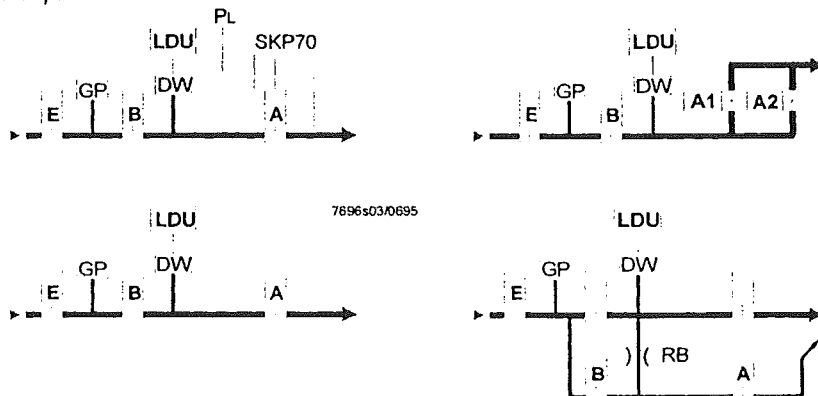 PL
LDU SKP70
GP DW
E B A
LDU
GP DW A1 A2
E B
LDU
7696s03/0695
GP DW
E B A
LDU
GP DW
E
) ( RB
B A